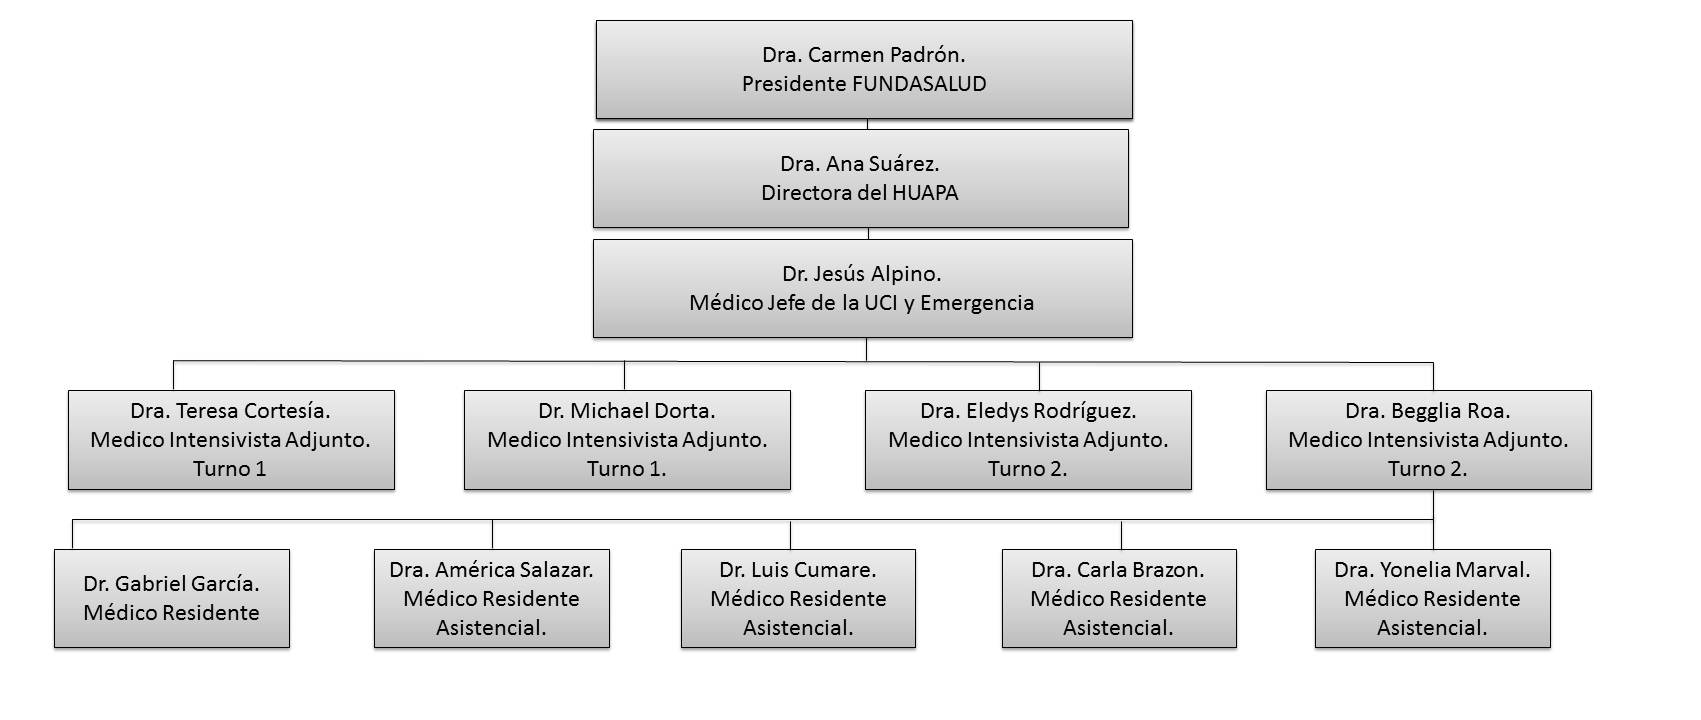 Dra. Carmen Padrón.
Presidente FUNDASALUD
Dra. Ana Suárez.
Directora del HUAPA
Dr. Jesús Alpino.
Médico Jefe de la UCI y Emergencia
Dra. Teresa Cortesía.
Medico Intensivista Adjunto.
Turno 1
Dr. Michael Dorta.
Medico Intensivista Adjunto.
Turno 1.
Dra. Eledys Rodríguez.
Medico Intensivista Adjunto.
Turno 2.
Dra. Begglia Roa.
Medico Intensivista Adjunto.
Turno 2.
Dr. Gabriel García.
Médico Residente
Dra. América Salazar.
Médico Residente
Asistencial.
Dr. Luis Cumare.
Médico Residente
Asistencial.
Dra. Carla Brazon.
Médico Residente
Asistencial.
Dra. Yonelia Marval.
Médico Residente
Asistencial.